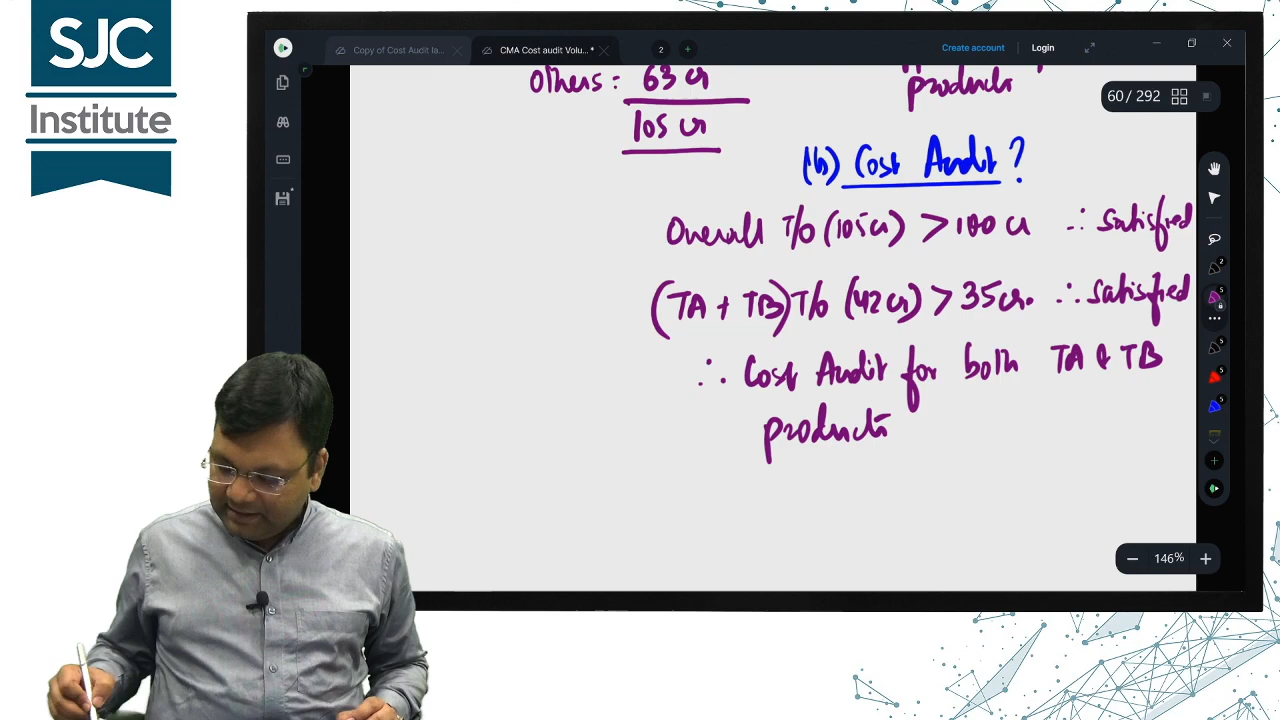 SJC
Institute
Copy of Cost Audit la...
CMA Cost audit Volu...*
2
Create account
Login
60 / 292
others : 63 cr
products
105 cr
(b) Cost Audit ?
Overall T/O (105 cr) > 100 cr ∴ satisfied
(TA + TB) T/O (42 cr) > 35 cr. ∴ satisfied
∴ Cost Audit for both TA & TB
products
146%